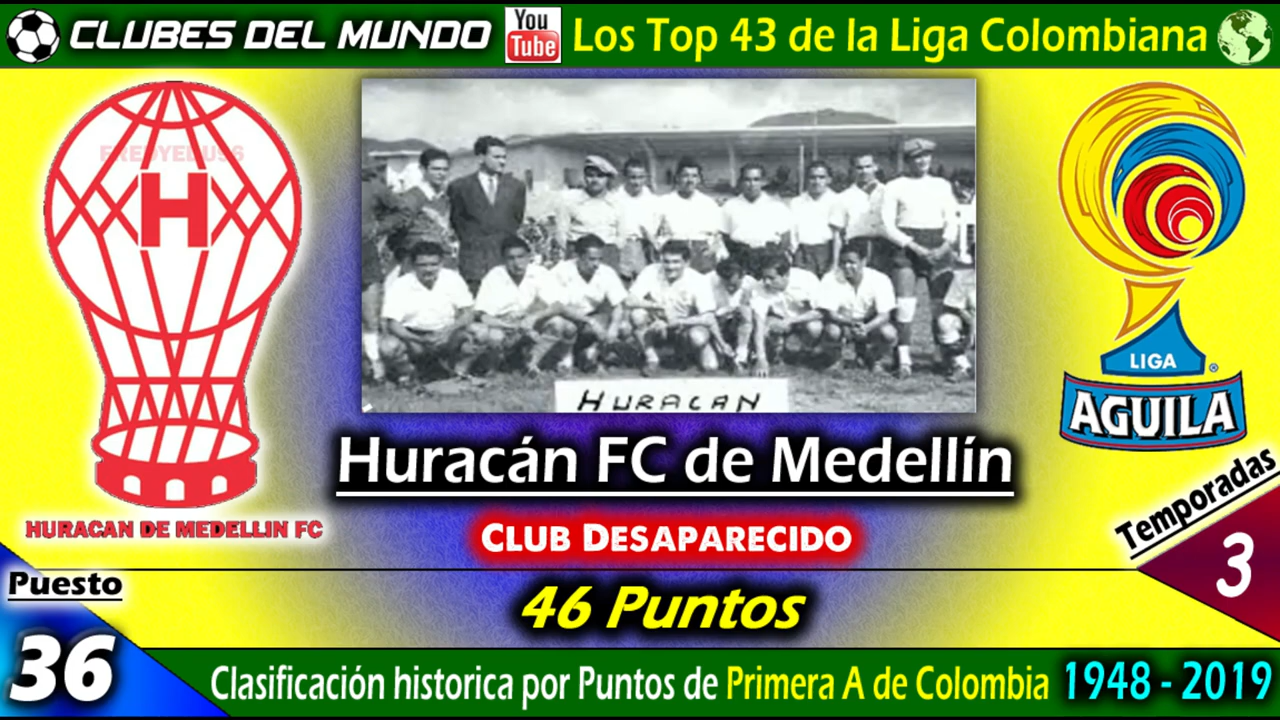 CLUBES DEL MUNDO
You
Tube
Los Top 43 de la Liga Colombiana
FREDYEDU96
H
HURACAN DE MEDELLIN FC
HURACAN
LIGA
®
AGUILA
Huracán FC de Medellín
CLUB DESAPARECIDO
Temporadas
3
Puesto
36
46 Puntos
Clasificación historica por Puntos de Primera A de Colombia 1948 - 2019